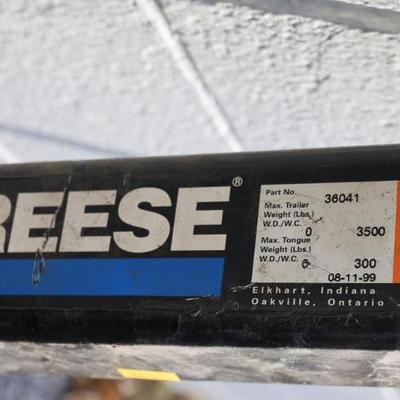 REESE®
Part No. 36041
Max. Trailer
Weight (Lbs.)
W.D./W.C. 0 3500
Max. Tongue
Weight (Lbs.)
W.D./W.C. 0 300
08-11-99
Elkhart, Indiana
Oakville, Ontario